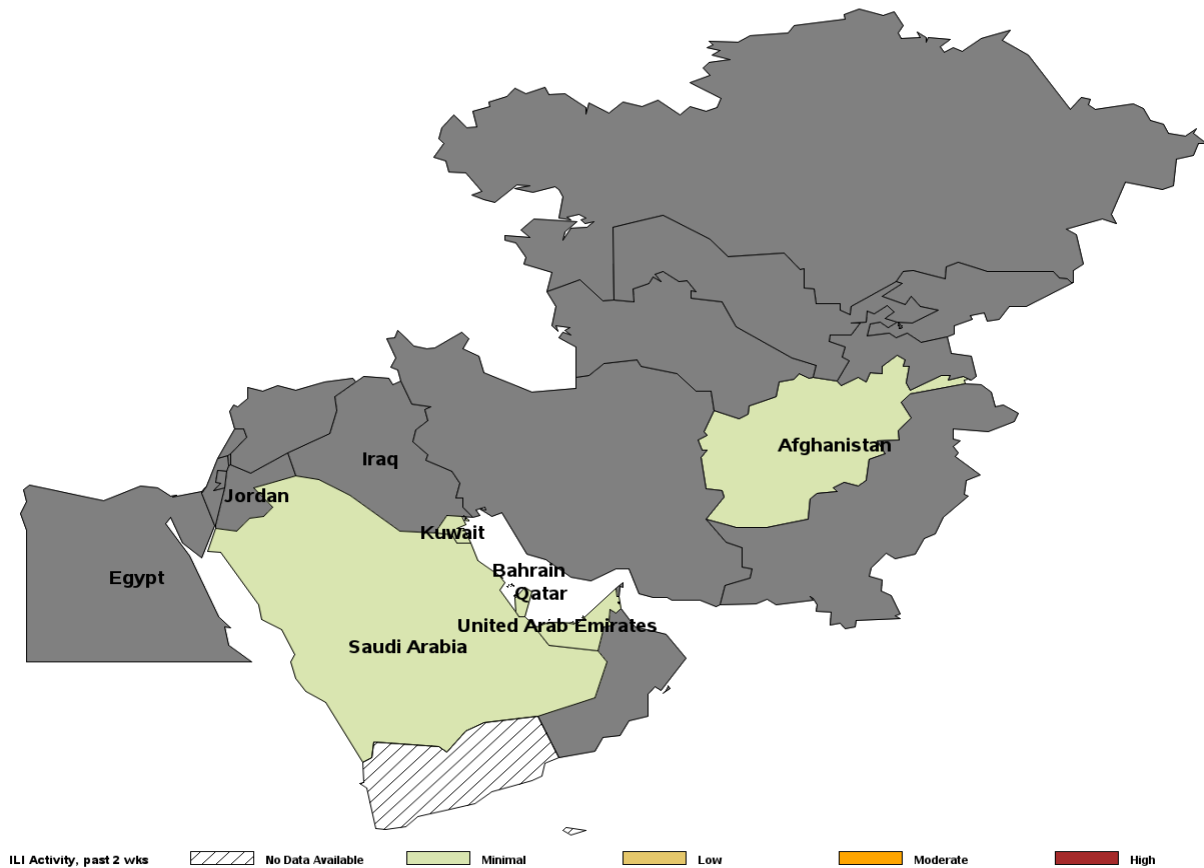 Afghanistan
Iraq
Jordan
Kuwait
Bahrain
Egypt
Qatar
United Arab Emirates
Saudi Arabia
ILI Activity, past 2 wks No Data Available Minimal Low Moderate High